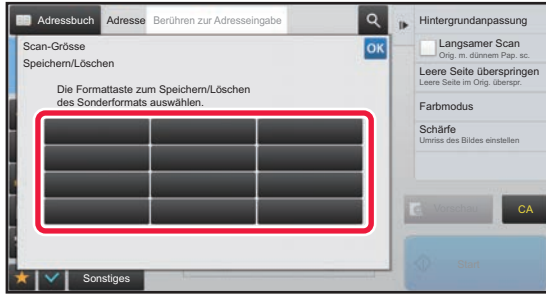 Adressbuch
Adresse
Berühren zur Adresseingabe
Scan-Grösse
Speichern/Löschen
OK
Die Formattaste zum Speichern/Löschen
des Sonderformats auswählen.
Sonstiges
Hintergrundanpassung
Langsamer Scan
Orig. m. dünnem Pap. sc.
Leere Seite überspringen
Leere Seite im Orig. überspr.
Farbmodus
Schärfe
Umriss des Bildes einstellen
CA